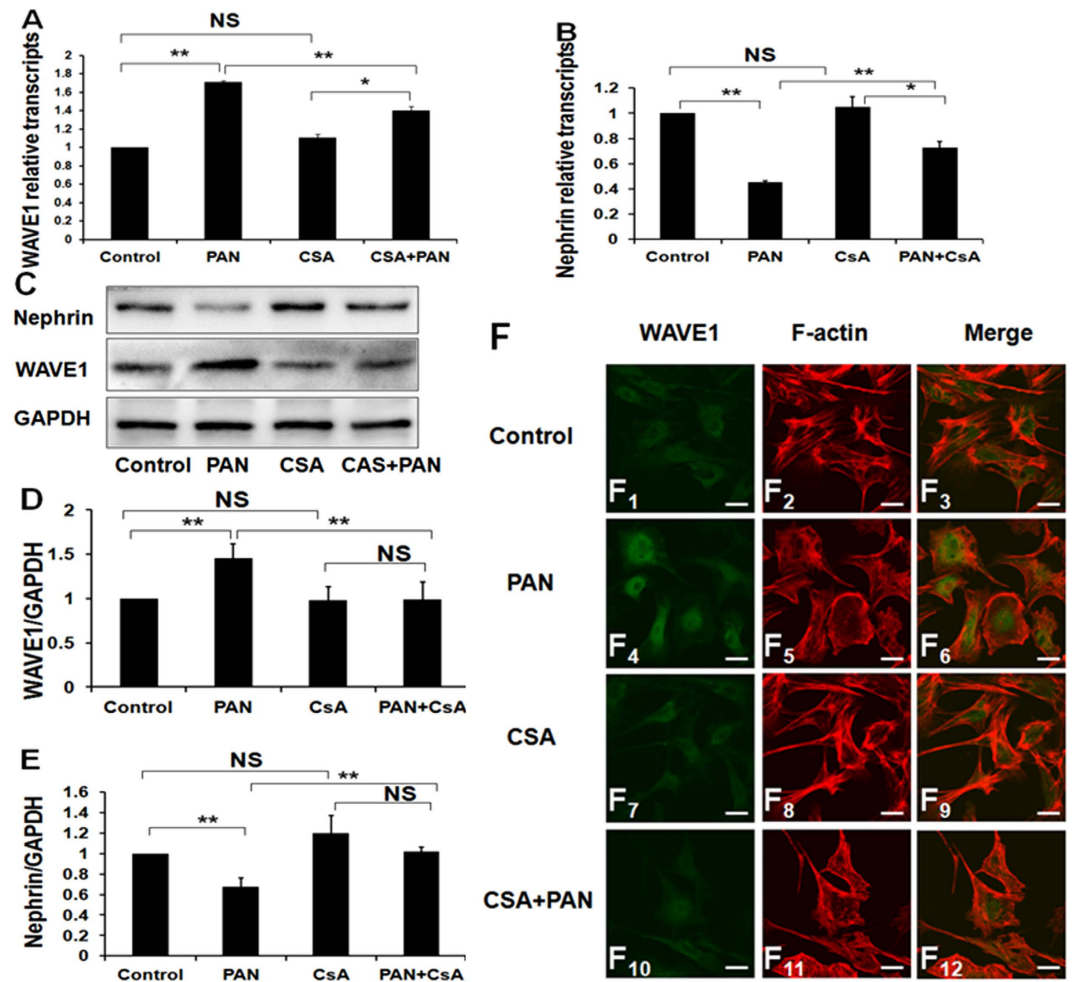 A
NS
**
**
*
WAVE1 relative transcripts
2
1.8
1.6
1.4
1.2
1
0.8
0.6
0.4
0.2
0
Control PAN CSA CSA+PAN
B
NS
**
**
*
Nephrin relative transcripts
1.2
1
0.8
0.6
0.4
0.2
0
Control PAN CsA PAN+CsA
C
Nephrin
WAVE1
GAPDH
Control PAN CSA CAS+PAN
D
NS
**
**
NS
WAVE1/GAPDH
2
1.5
1
0.5
0
Control PAN CsA PAN+CsA
E
NS
**
**
NS
Nephrin/GAPDH
1.6
1.4
1.2
1
0.8
0.6
0.4
0.2
0
Control PAN CsA PAN+CsA
F
WAVE1 F-actin Merge
Control
F1 F2 F3
PAN
F4 F5 F6
CSA
F7 F8 F9
CSA+PAN
F10 F11 F12